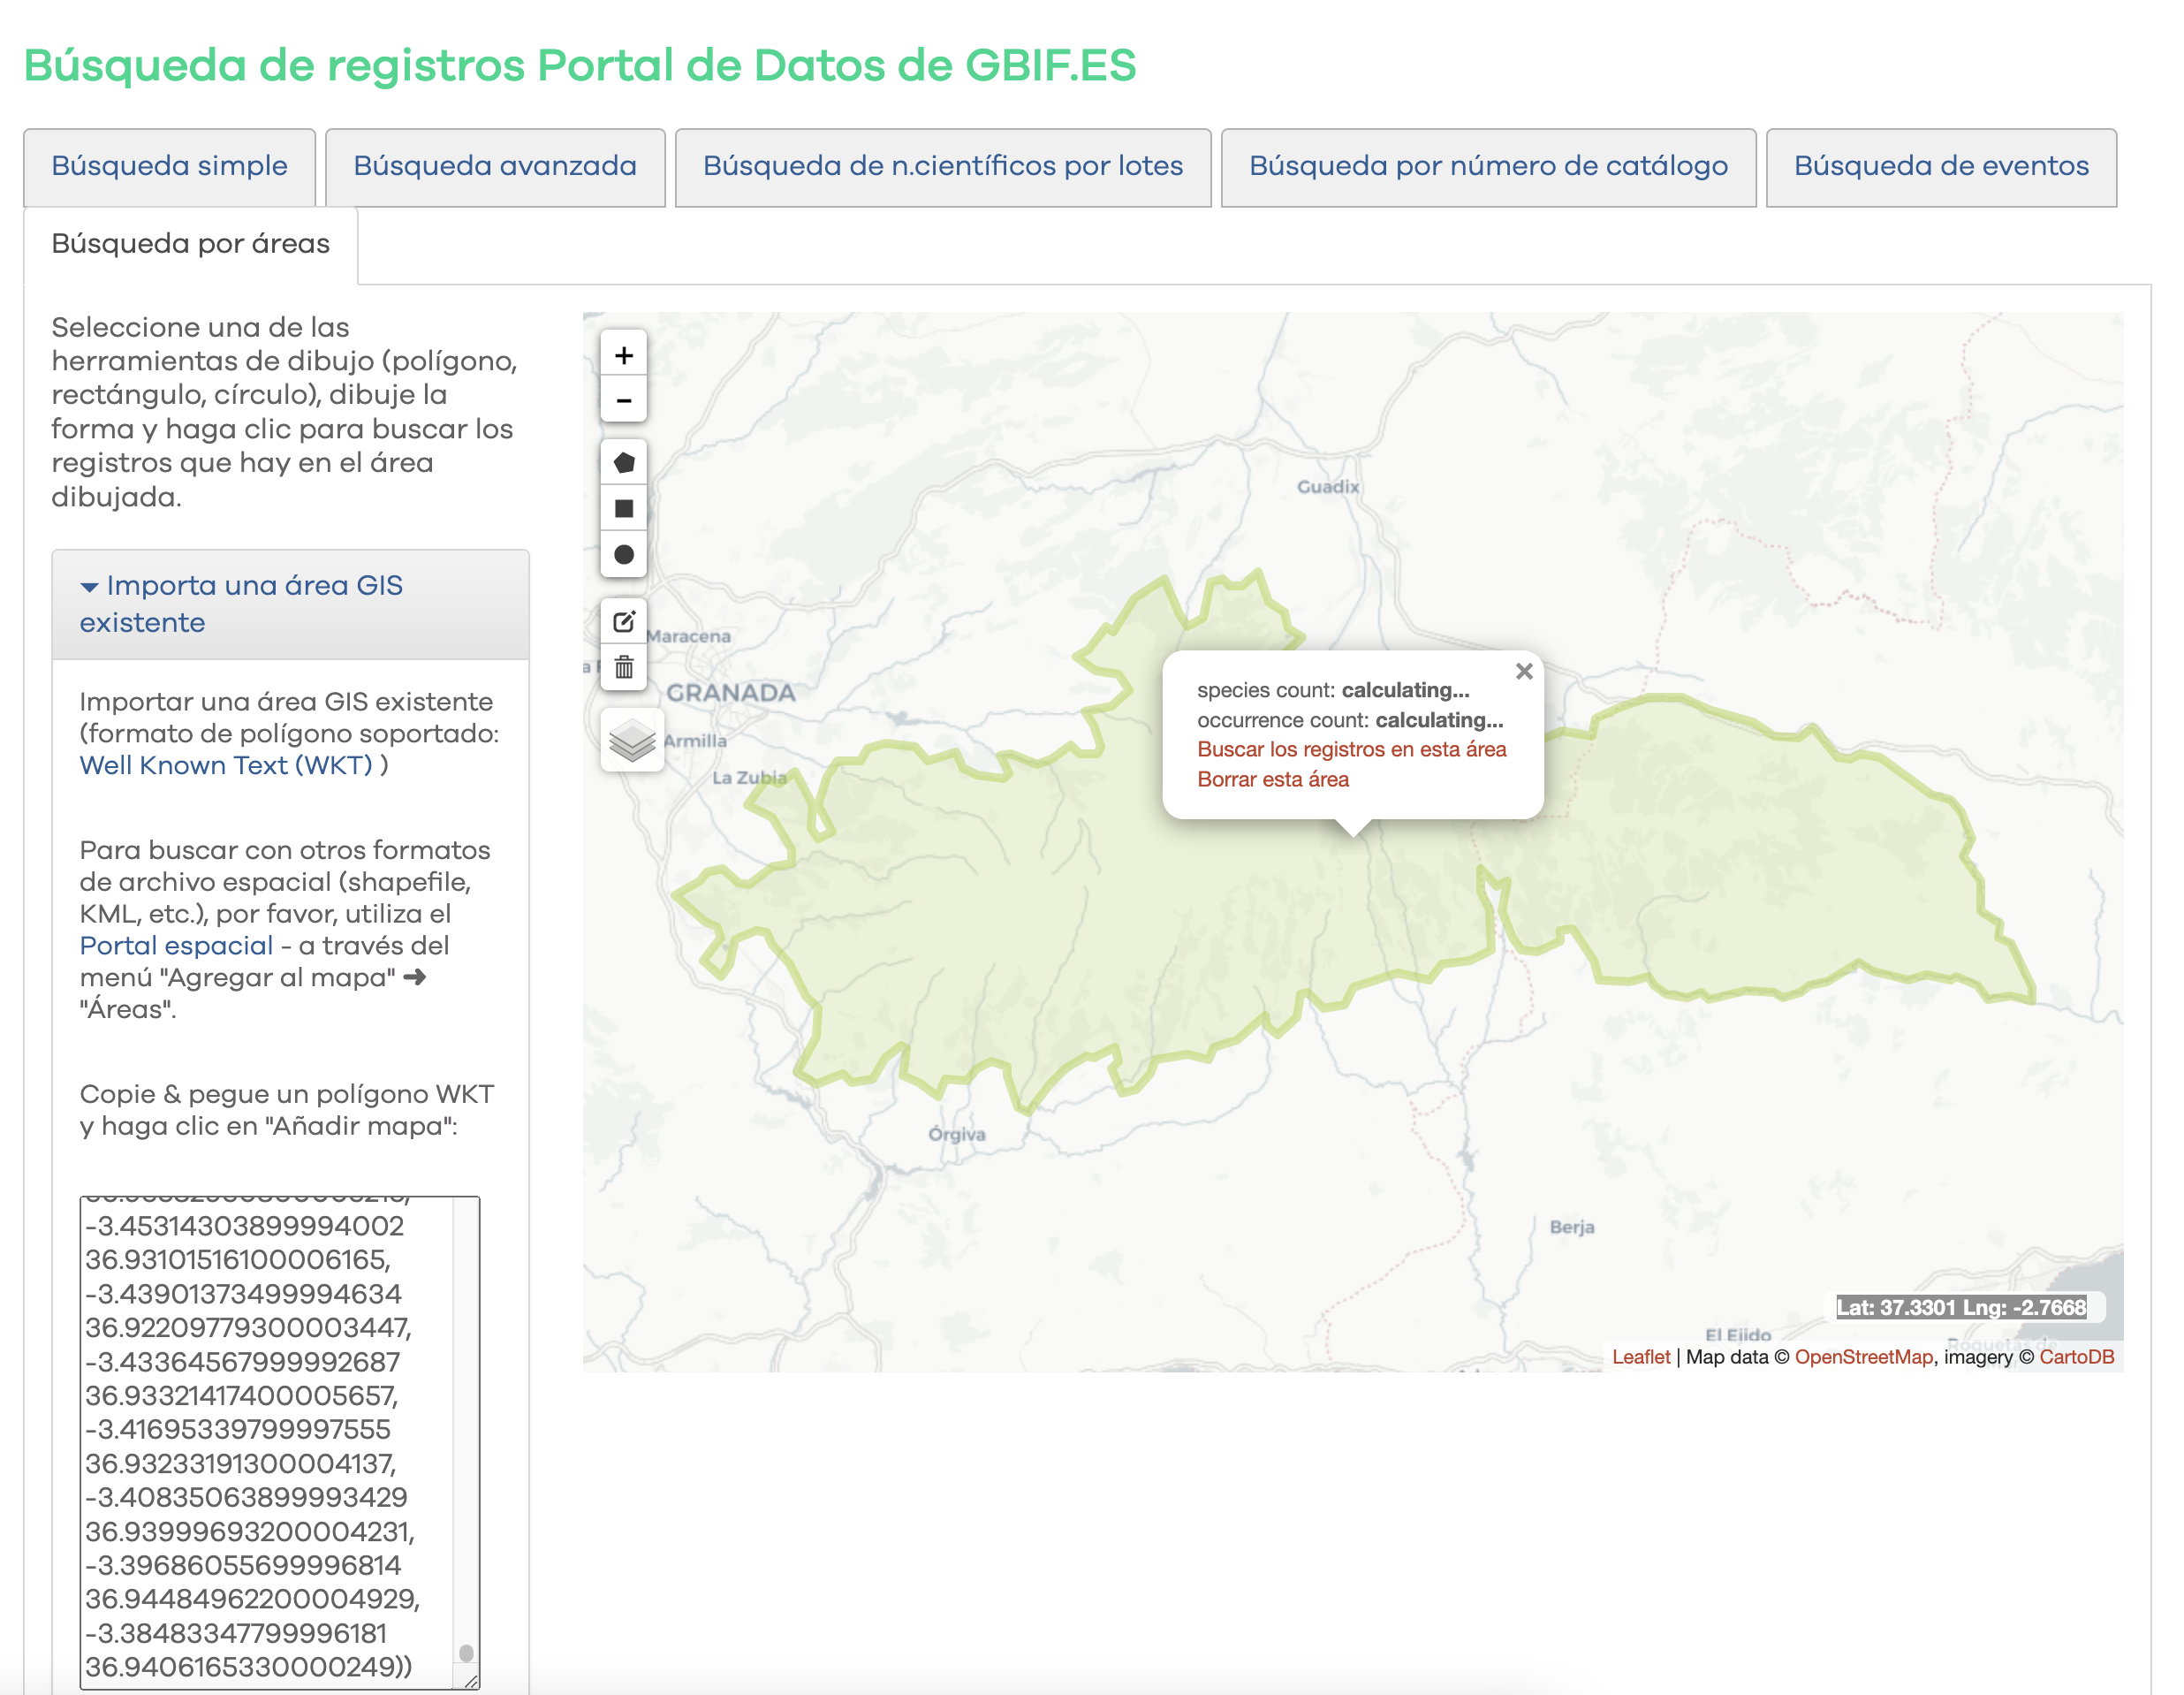 Búsqueda de registros Portal de Datos de GBIF.ES
Búsqueda simple
Búsqueda avanzada
Búsqueda de n.científicos por lotes
Búsqueda por número de catálogo
Búsqueda de eventos
Búsqueda por áreas
Seleccione una de las
herramientas de dibujo (polígono,
rectángulo, círculo), dibuje la
forma y haga clic para buscar los
registros que hay en el área
dibujada.
Importa una área GIS
existente
Importar una área GIS existente
(formato de polígono soportado:
Well Known Text (WKT) )
Para buscar con otros formatos
de archivo espacial (shapefile,
KML, etc.), por favor, utiliza el
Portal espacial - a través del
menú "Agregar al mapa" ➜
"Áreas".
Copie & pegue un polígono WKT
y haga clic en "Añadir mapa":
-3.45314303899994002
36.93101516100006165,
-3.43901373499994634
36.92209779300003447,
-3.43364567999992687
36.93321417400005657,
-3.41695339799997555
36.93233191300004137,
-3.40835063899993429
36.93999693200004231,
-3.39686055699996814
36.94484962200004929,
-3.38483347799996181
36.9406165330000249))
+
−
Guadix
Maracena
GRANADA
Armilla
La Zubia
species count: calculating...
occurrence count: calculating...
Buscar los registros en esta área
Borrar esta área
×
Órgiva
Berja
Lat: 37.3301 Lng: -2.7668
El Ejido
Roquetas de
Leaflet | Map data © OpenStreetMap, imagery © CartoDB